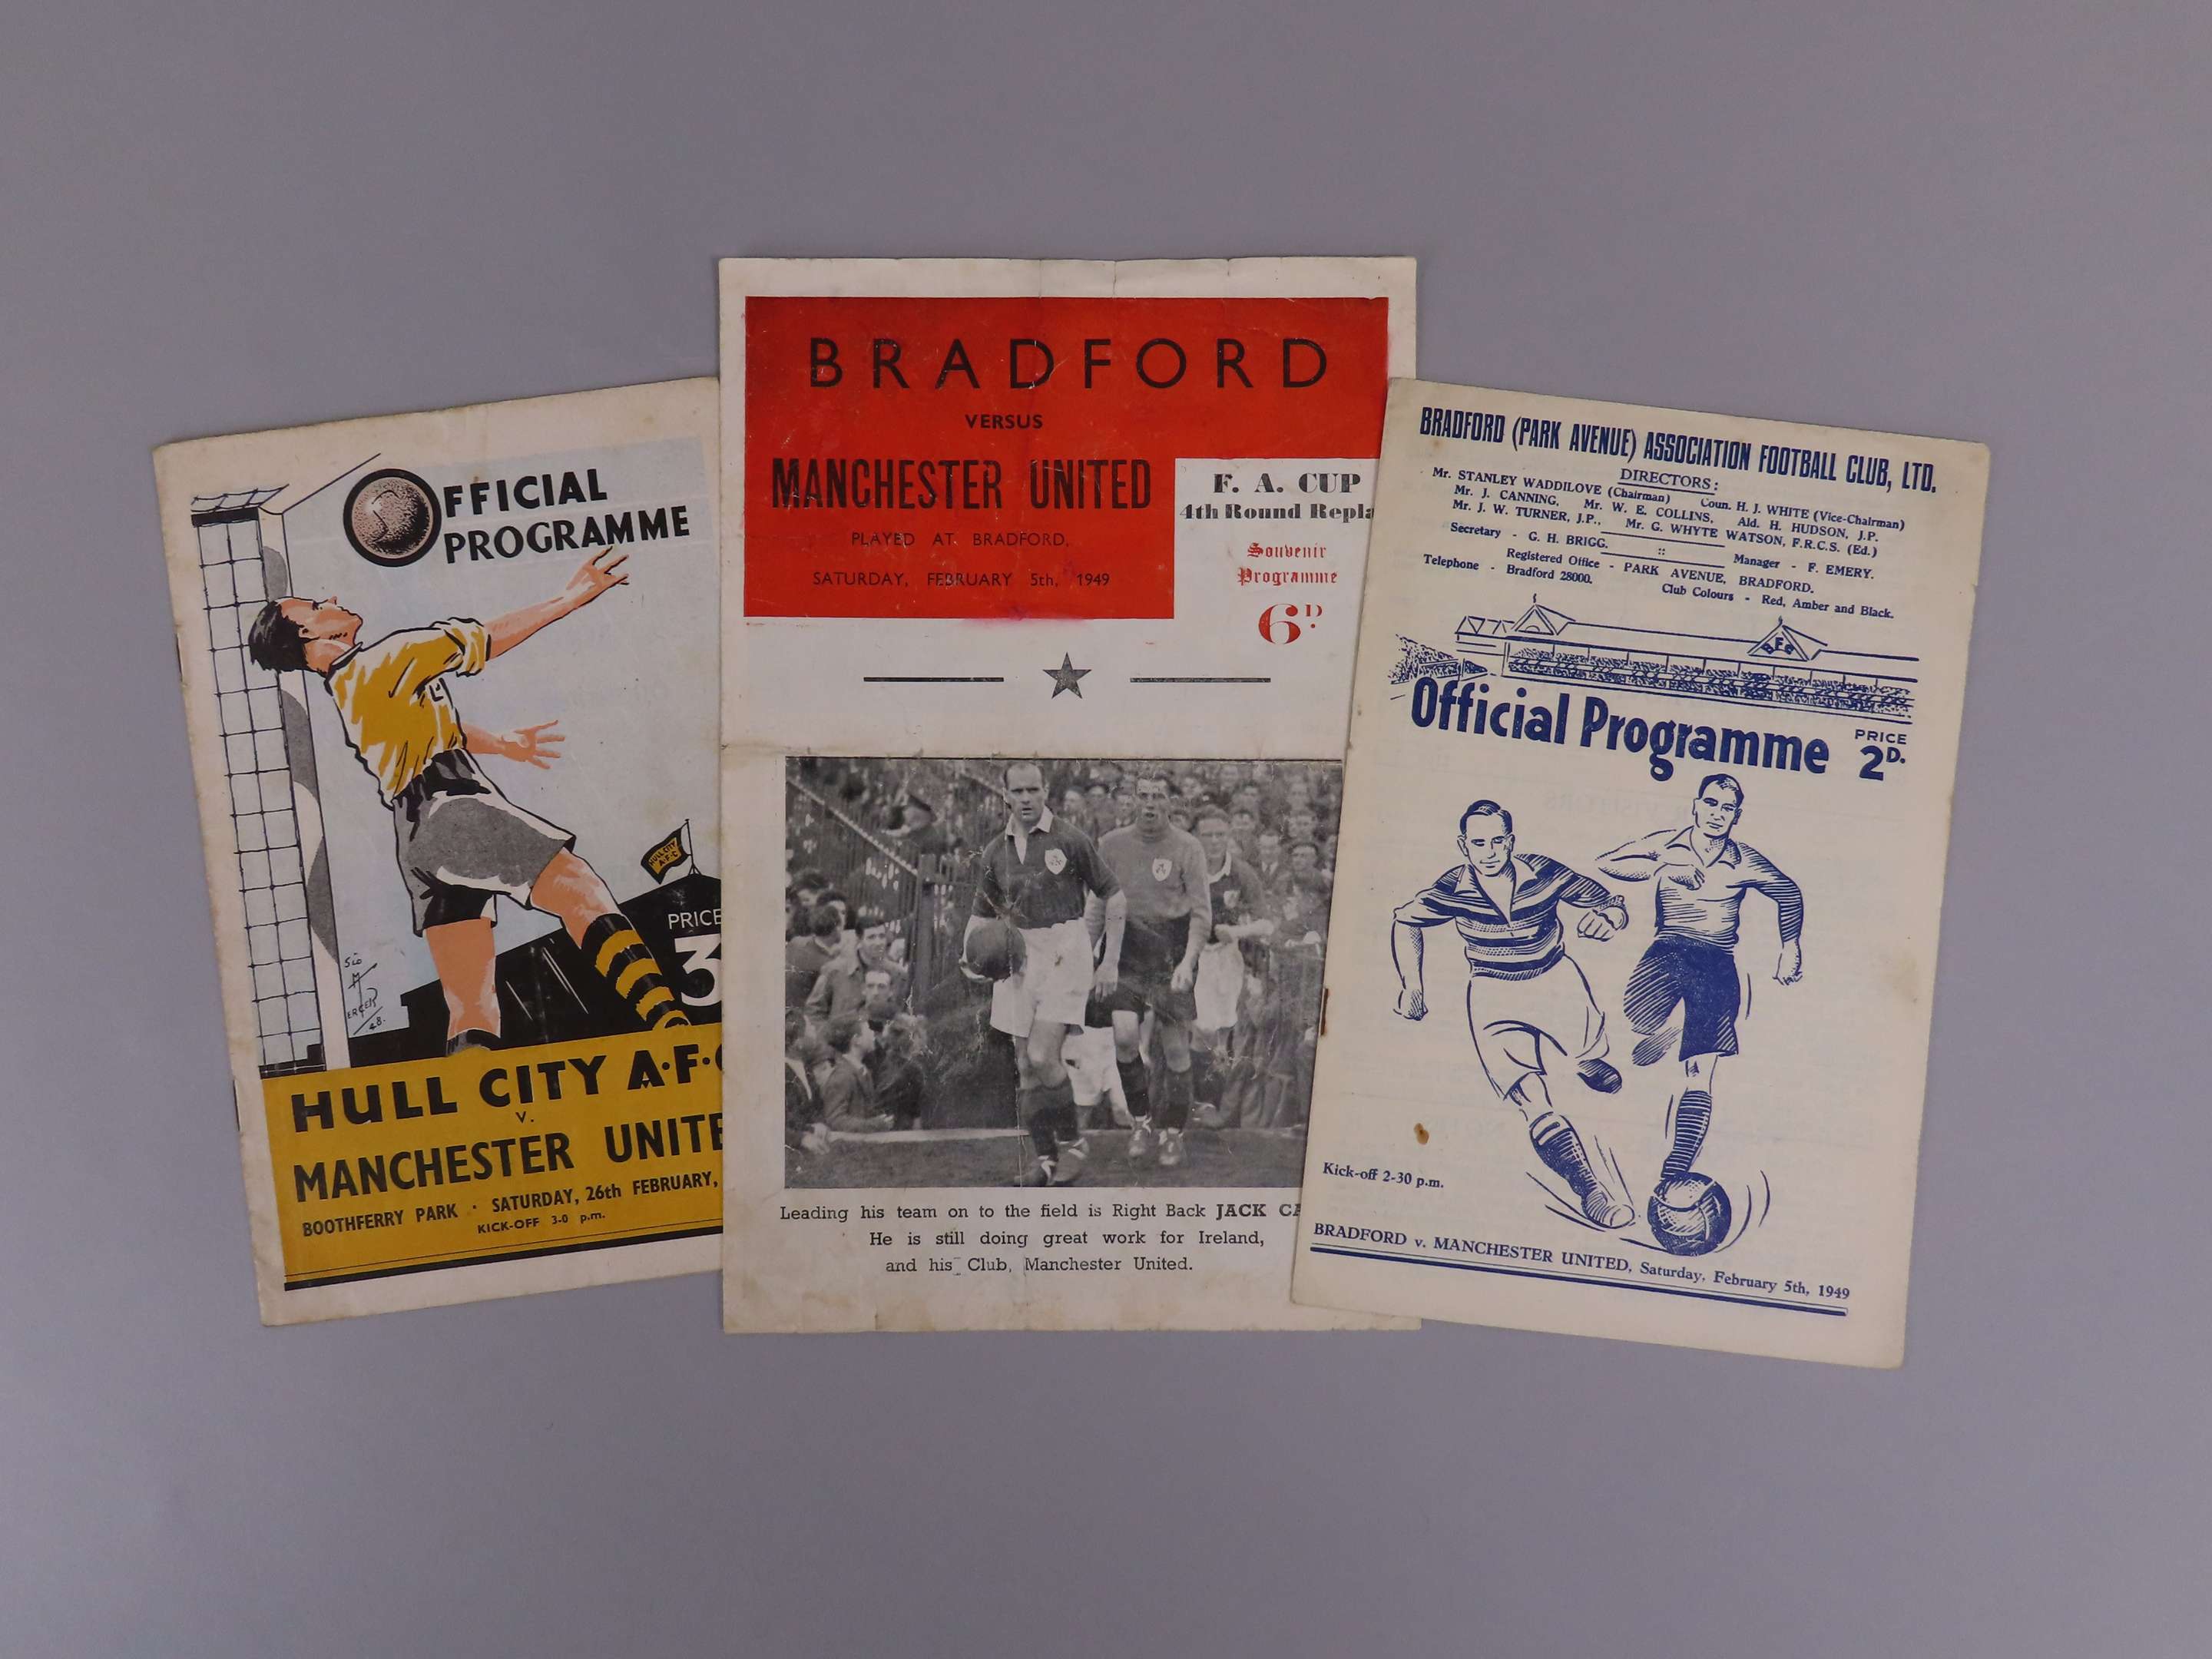 OFFICIAL
PROGRAMME
HULL CITY
A.F.C
PRICE
3
SID
MERCER
/48.
HULL CITY A·F·
V.
MANCHESTER UNITE
BOOTHFERRY PARK · SATURDAY, 26th FEBRUARY,
KICK-OFF 3-0 p.m.
BRADFORD
VERSUS
MANCHESTER UNITED
PLAYED AT BRADFORD,
SATURDAY, FEBRUARY 5th, 1949
F. A. CUP
4th Round Repla
Souvenir
Programme
6D.
Leading his team on to the field is Right Back JACK CA
He is still doing great work for Ireland,
and his Club, Manchester United.
BRADFORD (PARK AVENUE) ASSOCIATION FOOTBALL CLUB, LTD.
DIRECTORS:
Mr. STANLEY WADDILOVE (Chairman) Coun. H. J. WHITE (Vice-Chairman)
Mr. J. CANNING, Mr. W. E. COLLINS, Ald. H. HUDSON, J.P.
Mr. J. W. TURNER, J.P., Mr. G. WHYTE WATSON, F.R.C.S. (Ed.)
Secretary - G. H. BRIGG. :: Manager - F. EMERY.
Registered Office - PARK AVENUE, BRADFORD.
Telephone - Bradford 28000. Club Colours - Red, Amber and Black.
B.F.C
Official Programme PRICE 2D.
Kick-off 2-30 p.m.
BRADFORD v. MANCHESTER UNITED, Saturday, February 5th, 1949